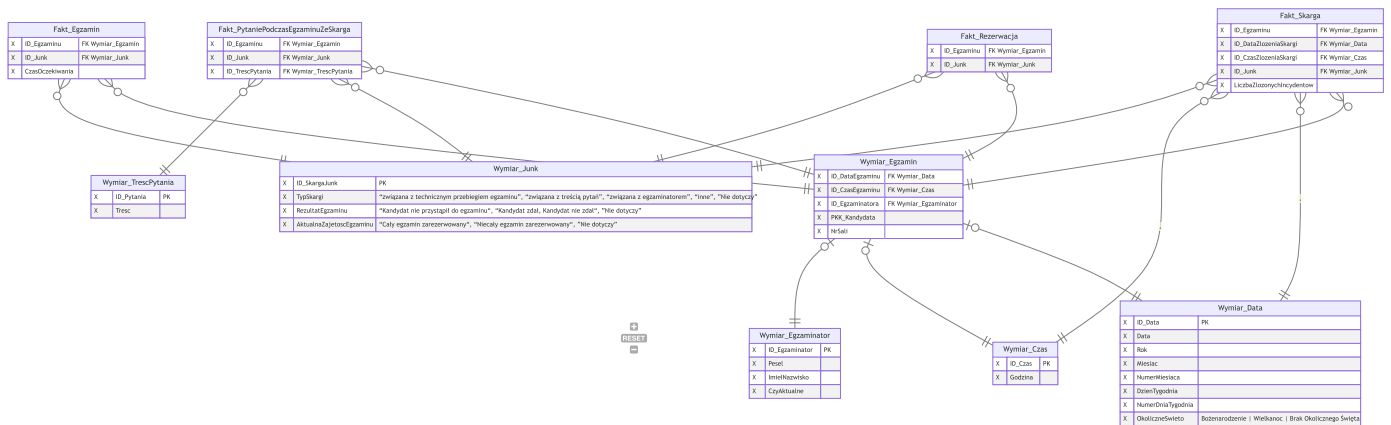 Fakt_Egzamin
X ID_Egzaminu FK Wymiar_Egzamin
X ID_Junk FK Wymiar_Junk
X CzasOczekiwania
Fakt_PytaniePodczasEgzaminuZeSkarga
X ID_Egzaminu FK Wymiar_Egzamin
X ID_Junk FK Wymiar_Junk
X ID_TrescPytania FK Wymiar_TrescPytania
Fakt_Rezerwacja
X ID_Egzaminu FK Wymiar_Egzamin
X ID_Junk FK Wymiar_Junk
Fakt_Skarga
X ID_Egzaminu FK Wymiar_Egzamin
X ID_DataZlozeniaSkargi FK Wymiar_Data
X ID_CzasZlozeniaSkargi FK Wymiar_Czas
X ID_Junk FK Wymiar_Junk
X LiczbaZlozonychIncydentow
Wymiar_TrescPytania
X ID_Pytania PK
X Tresc
Wymiar_Junk
X ID_SkargaJunk PK
X TypSkargi "związana z technicznym przebiegiem egzaminu", "związana z treścią pytań", "związana z egzaminatorem", "inne", "Nie dotyczy"
X RezultatEgzaminu "Kandydat nie przystąpił do egzaminu", "Kandydat zdał, Kandydat nie zdał", "Nie dotyczy"
X AktualnaZajetoscEgzaminu "Cały egzamin zarezerwowany", "Niecały egzamin zarezerwowany", "Nie dotyczy"
Wymiar_Egzamin
X ID_DataEgzaminu FK Wymiar_Data
X ID_CzasEgzaminu FK Wymiar_Czas
X ID_Egzaminatora FK Wymiar_Egzaminator
X PKK_Kandydata
X NrSali
Wymiar_Egzaminator
X ID_Egzaminator PK
X Pesel
X ImieINazwisko
X CzyAktualne
Wymiar_Czas
X ID_Czas PK
X Godzina
Wymiar_Data
X ID_Data PK
X Data
X Rok
X Miesiac
X NumerMiesiaca
X DzienTygodnia
X NumerDniaTygodnia
X OkoliczneSwieto Bożenarodzenie | Wielkanoc | Brak Okolicznego Święta
RESET